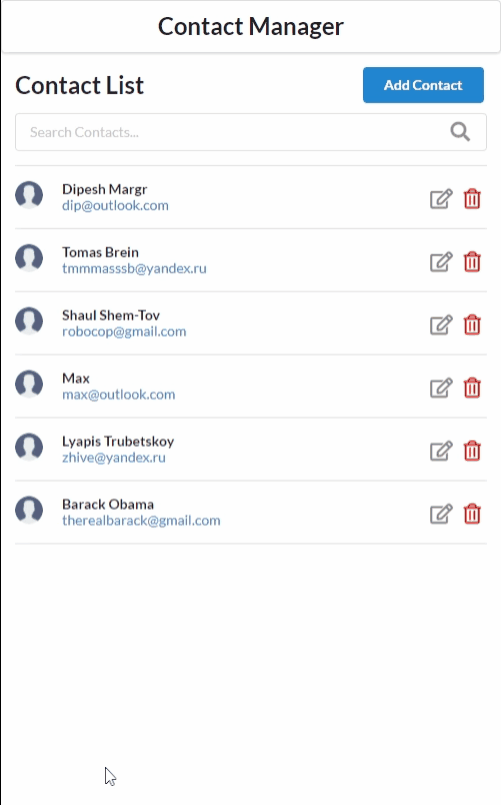 Contact Manager
Contact List
Add Contact
Search Contacts...
Dipesh Margr
dip@outlook.com
Tomas Brein
tmmmasssb@yandex.ru
Shaul Shem-Tov
robocop@gmail.com
Max
max@outlook.com
Lyapis Trubetskoy
zhive@yandex.ru
Barack Obama
therealbarack@gmail.com